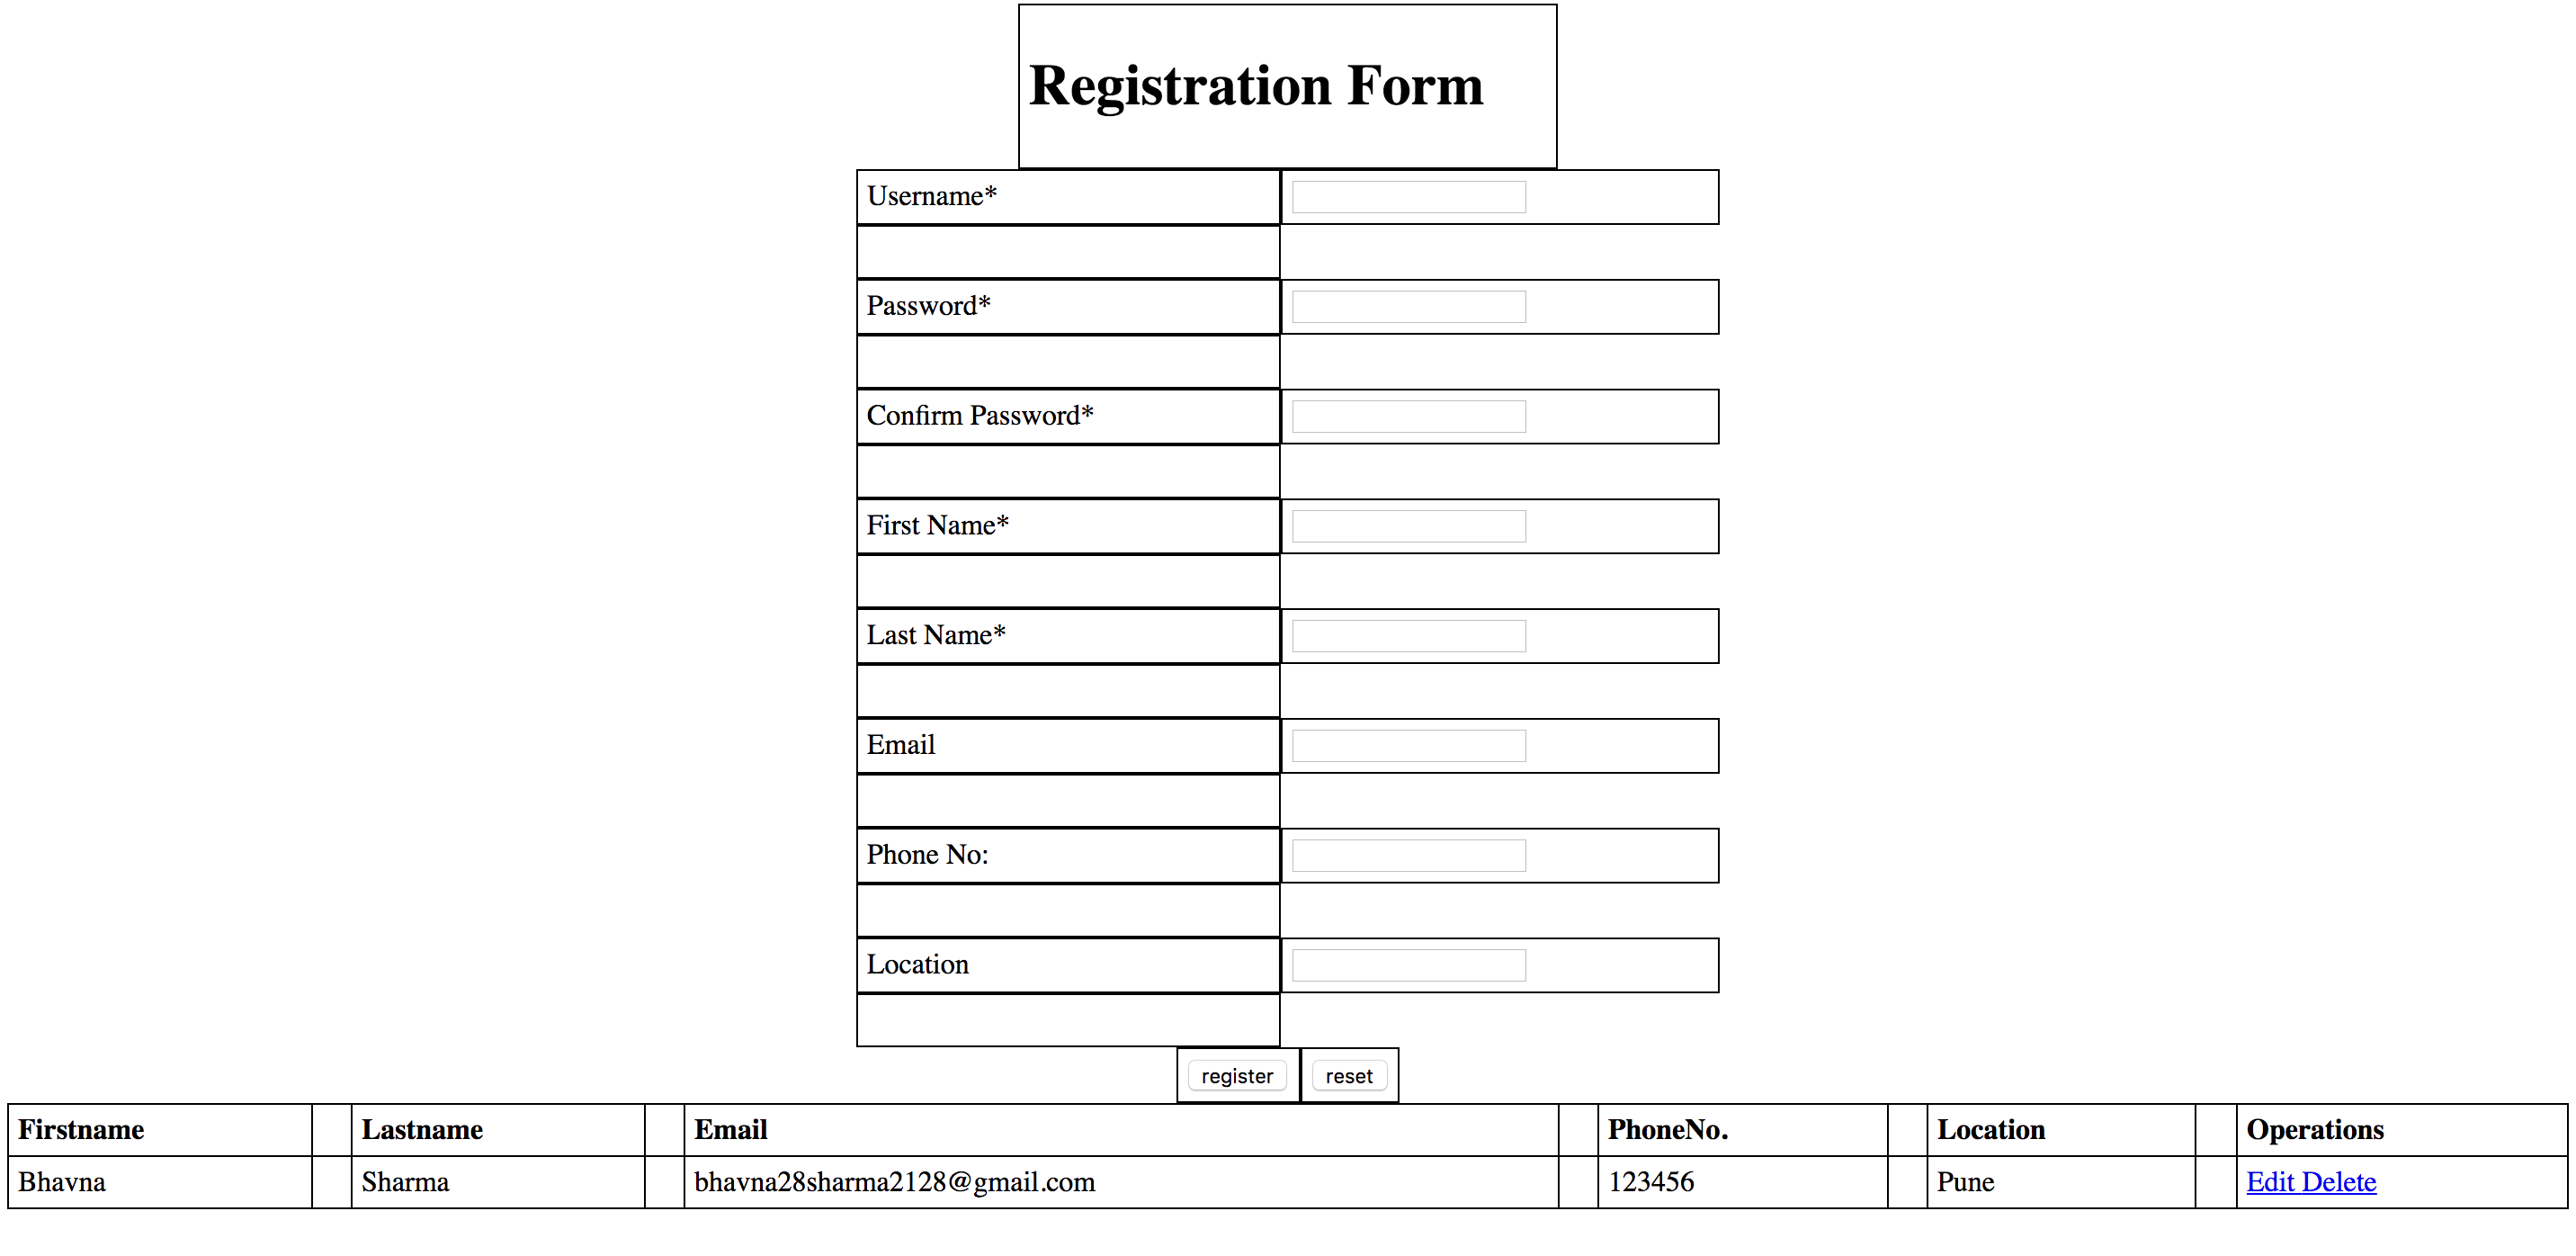 Registration Form
Username*
Password*
Confirm Password*
First Name*
Last Name*
Email
Phone No:
Location
register reset
Firstname Lastname Email PhoneNo. Location Operations
Bhavna Sharma bhavna28sharma2128@gmail.com 123456 Pune Edit Delete